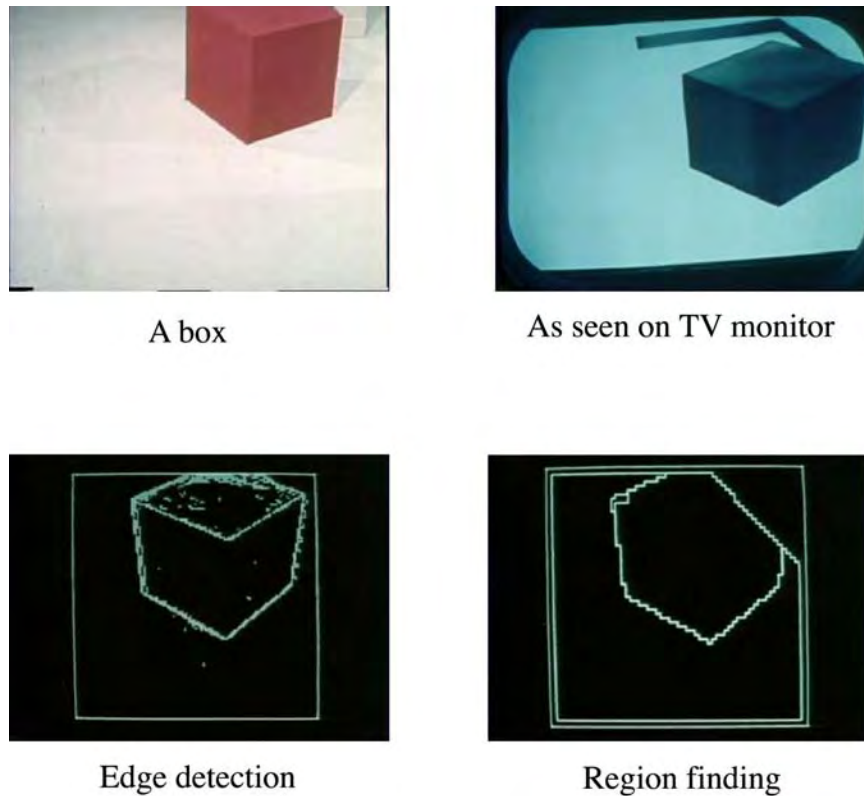 A box
As seen on TV monitor
Edge detection
Region finding